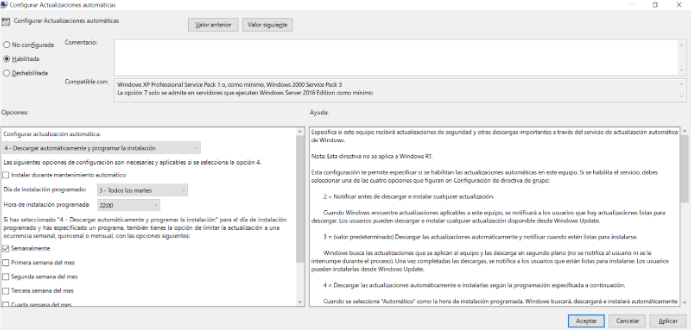 Configurar Actualizaciones automáticas
Configurar Actualizaciones automáticas
Valor anterior
Valor siguiente
No configurada
Comentario:
Habilitada
Deshabilitada
Compatible con:
Windows XP Professional Service Pack 1 o, como mínimo, Windows 2000 Service Pack 3
La opción 7 solo se admite en servidores que ejecuten Windows Server 2016 Edition como mínimo
Opciones:
Ayuda:
Configurar actualización automática:
4 - Descargar automáticamente y programar la instalación
Las siguientes opciones de configuración son necesarias y aplicables si se selecciona la opción 4.
Instalar durante mantenimiento automático
Día de instalación programado:
3 - Todos los martes
Hora de instalación programada:
22:00
Si has seleccionado "4 - Descargar automáticamente y programar la instalación" para el día de instalación
programado y has especificado un programa, también tienes la opción de limitar la actualización a una
ocurrencia semanal, quincenal o mensual, con las opciones siguientes:
Semanalmente
Primera semana del mes
Segunda semana del mes
Tercera semana del mes
Cuarta semana del mes
Especifica si este equipo recibirá actualizaciones de seguridad y otras descargas importantes a través del servicio de actualización automática
de Windows.
Nota: Esta directiva no se aplica a Windows RT.
Esta configuración te permite especificar si se habilitan las actualizaciones automáticas en este equipo. Si se habilita el servicio, debes
seleccionar una de las cuatro opciones que figuran en Configuración de directiva de grupo:
2 = Notificar antes de descargar e instalar cualquier actualización.
Cuando Windows encuentre actualizaciones aplicables a este equipo, se notificará a los usuarios que hay actualizaciones listas para
descargar. Los usuarios pueden descargar e instalar cualquier actualización disponible desde Windows Update.
3 = (valor predeterminado) Descargar las actualizaciones automáticamente y notificar cuando estén listas para instalarse.
Windows busca las actualizaciones que se aplican al equipo y las descarga en segundo plano (no se notifica al usuario ni se le
interrumpe durante el proceso). Una vez completadas las descargas, se notifica a los usuarios que están listas para instalarse. Los usuarios
pueden instalarlas desde Windows Update.
4 = Descargar las actualizaciones automáticamente e instalarlas según la programación especificada a continuación.
Cuando se seleccione "Automático" como la hora de instalación programada, Windows buscará, descargará e instalará automáticamente
Aceptar
Cancelar
Aplicar